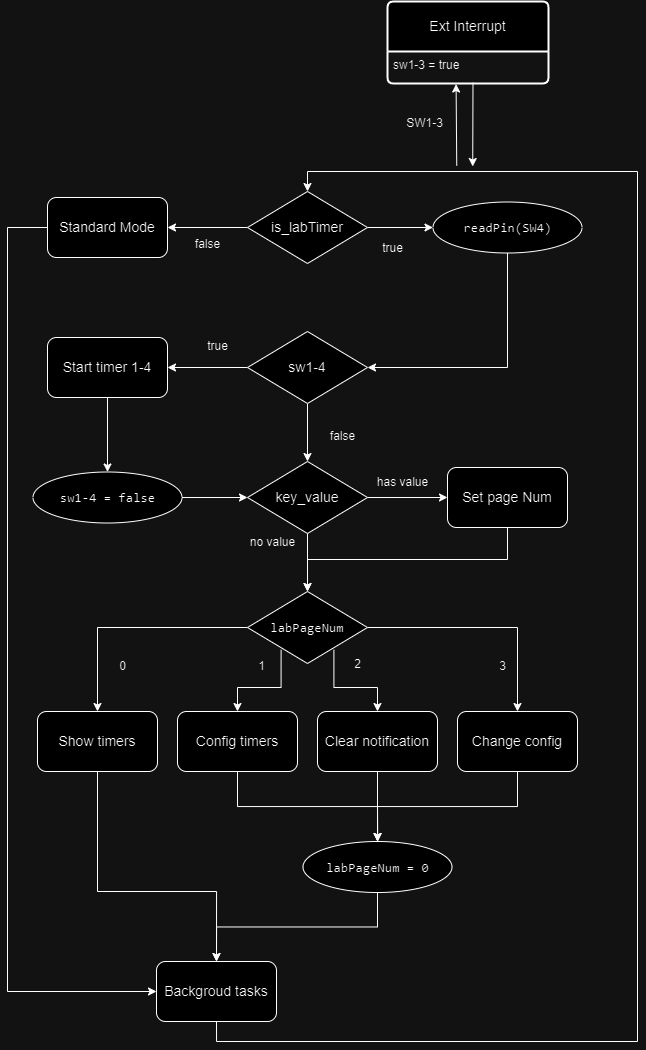 Ext Interrupt
sw1-3 = true
SW1-3
is_labTimer
Standard Mode
readPin(SW4)
false
true
true
Start timer 1-4
sw1-4
false
has value
sw1-4 = false
key_value
Set page Num
no value
labPageNum
0
1
2
3
Show timers
Config timers
Clear notification
Change config
labPageNum = 0
Backgroud tasks